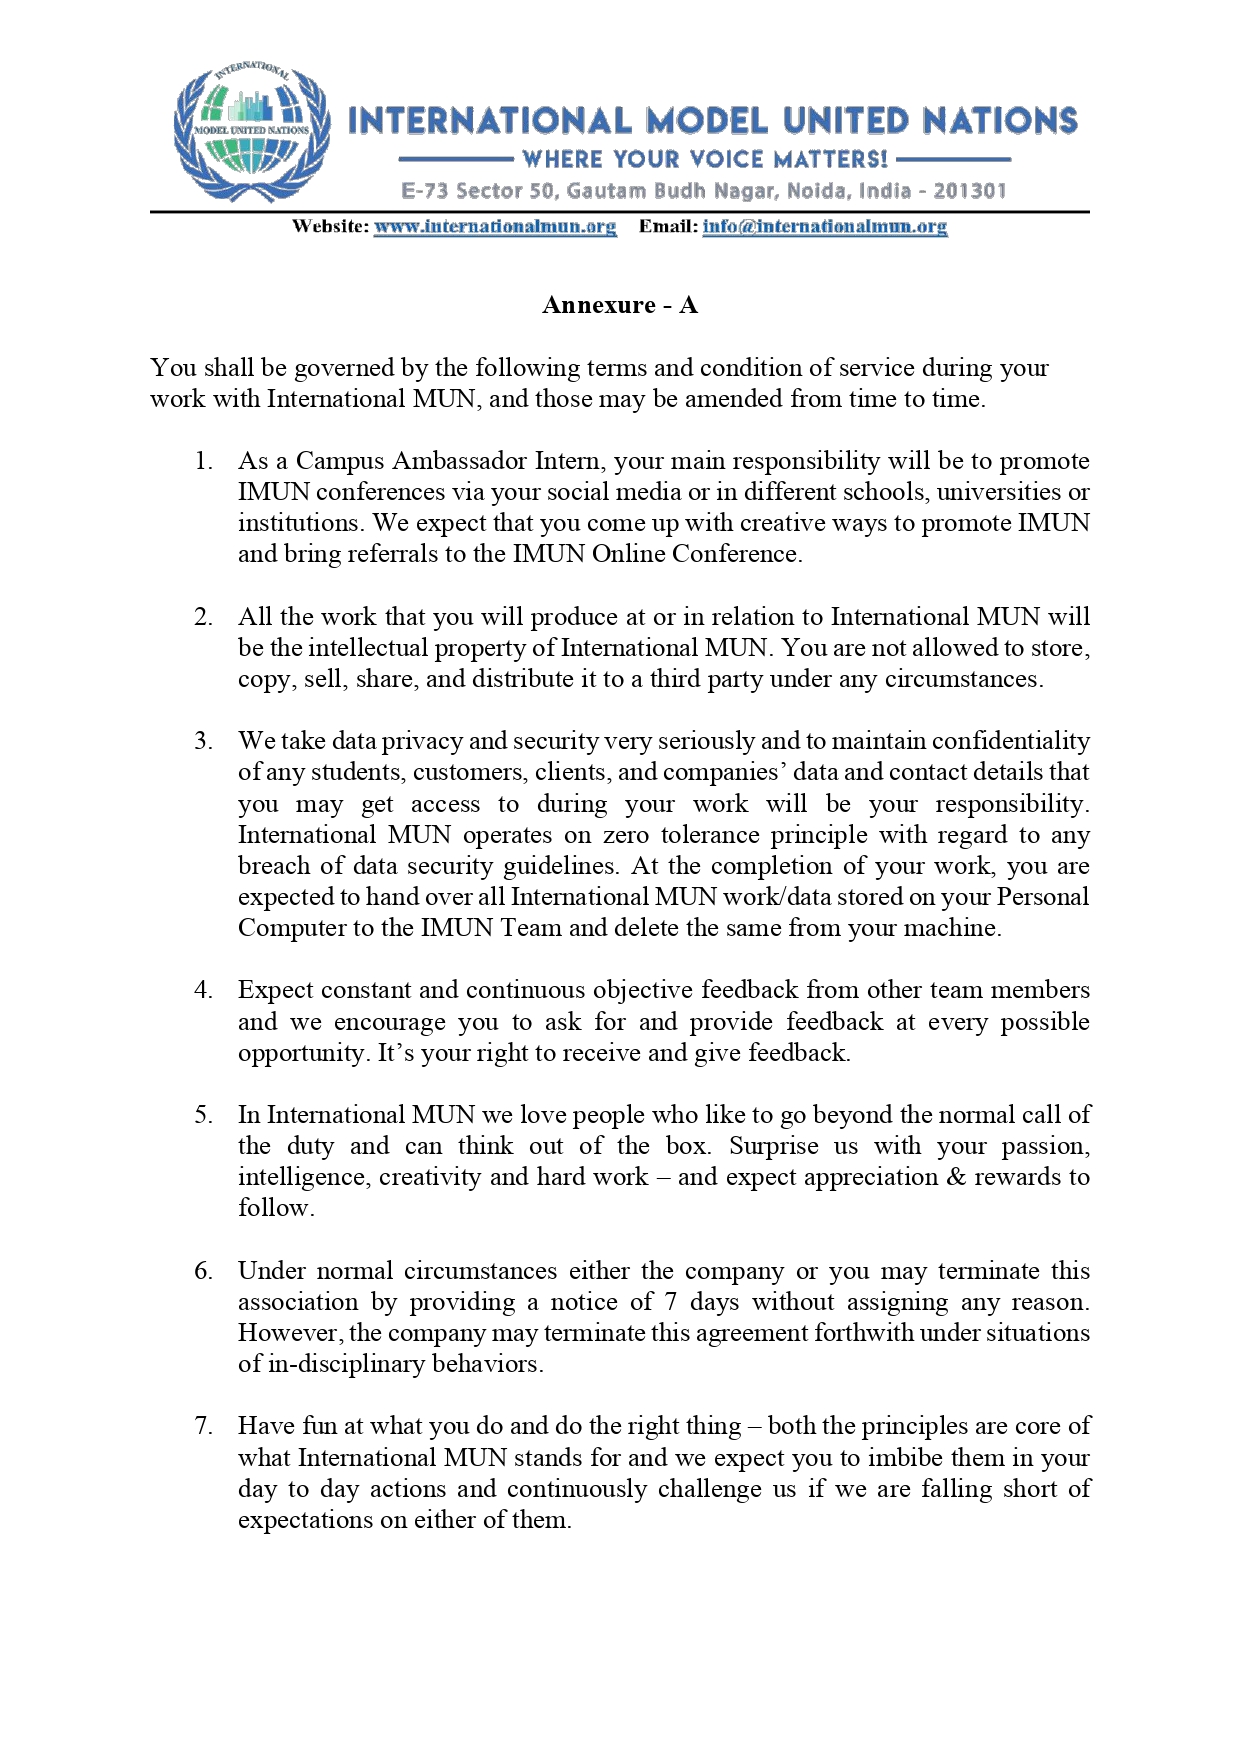 INTERNATIONAL
MODEL UNITED NATIONS
INTERNATIONAL MODEL UNITED NATIONS
WHERE YOUR VOICE MATTERS!
E-73 Sector 50, Gautam Budh Nagar, Noida, India - 201301
Website: www.internationalmun.org Email: info@internationalmun.org
Annexure - A
You shall be governed by the following terms and condition of service during your
work with International MUN, and those may be amended from time to time.
1. As a Campus Ambassador Intern, your main responsibility will be to promote
IMUN conferences via your social media or in different schools, universities or
institutions. We expect that you come up with creative ways to promote IMUN
and bring referrals to the IMUN Online Conference.
2. All the work that you will produce at or in relation to International MUN will
be the intellectual property of International MUN. You are not allowed to store,
copy, sell, share, and distribute it to a third party under any circumstances.
3. We take data privacy and security very seriously and to maintain confidentiality
of any students, customers, clients, and companies’ data and contact details that
you may get access to during your work will be your responsibility.
International MUN operates on zero tolerance principle with regard to any
breach of data security guidelines. At the completion of your work, you are
expected to hand over all International MUN work/data stored on your Personal
Computer to the IMUN Team and delete the same from your machine.
4. Expect constant and continuous objective feedback from other team members
and we encourage you to ask for and provide feedback at every possible
opportunity. It’s your right to receive and give feedback.
5. In International MUN we love people who like to go beyond the normal call of
the duty and can think out of the box. Surprise us with your passion,
intelligence, creativity and hard work – and expect appreciation & rewards to
follow.
6. Under normal circumstances either the company or you may terminate this
association by providing a notice of 7 days without assigning any reason.
However, the company may terminate this agreement forthwith under situations
of in-disciplinary behaviors.
7. Have fun at what you do and do the right thing – both the principles are core of
what International MUN stands for and we expect you to imbibe them in your
day to day actions and continuously challenge us if we are falling short of
expectations on either of them.